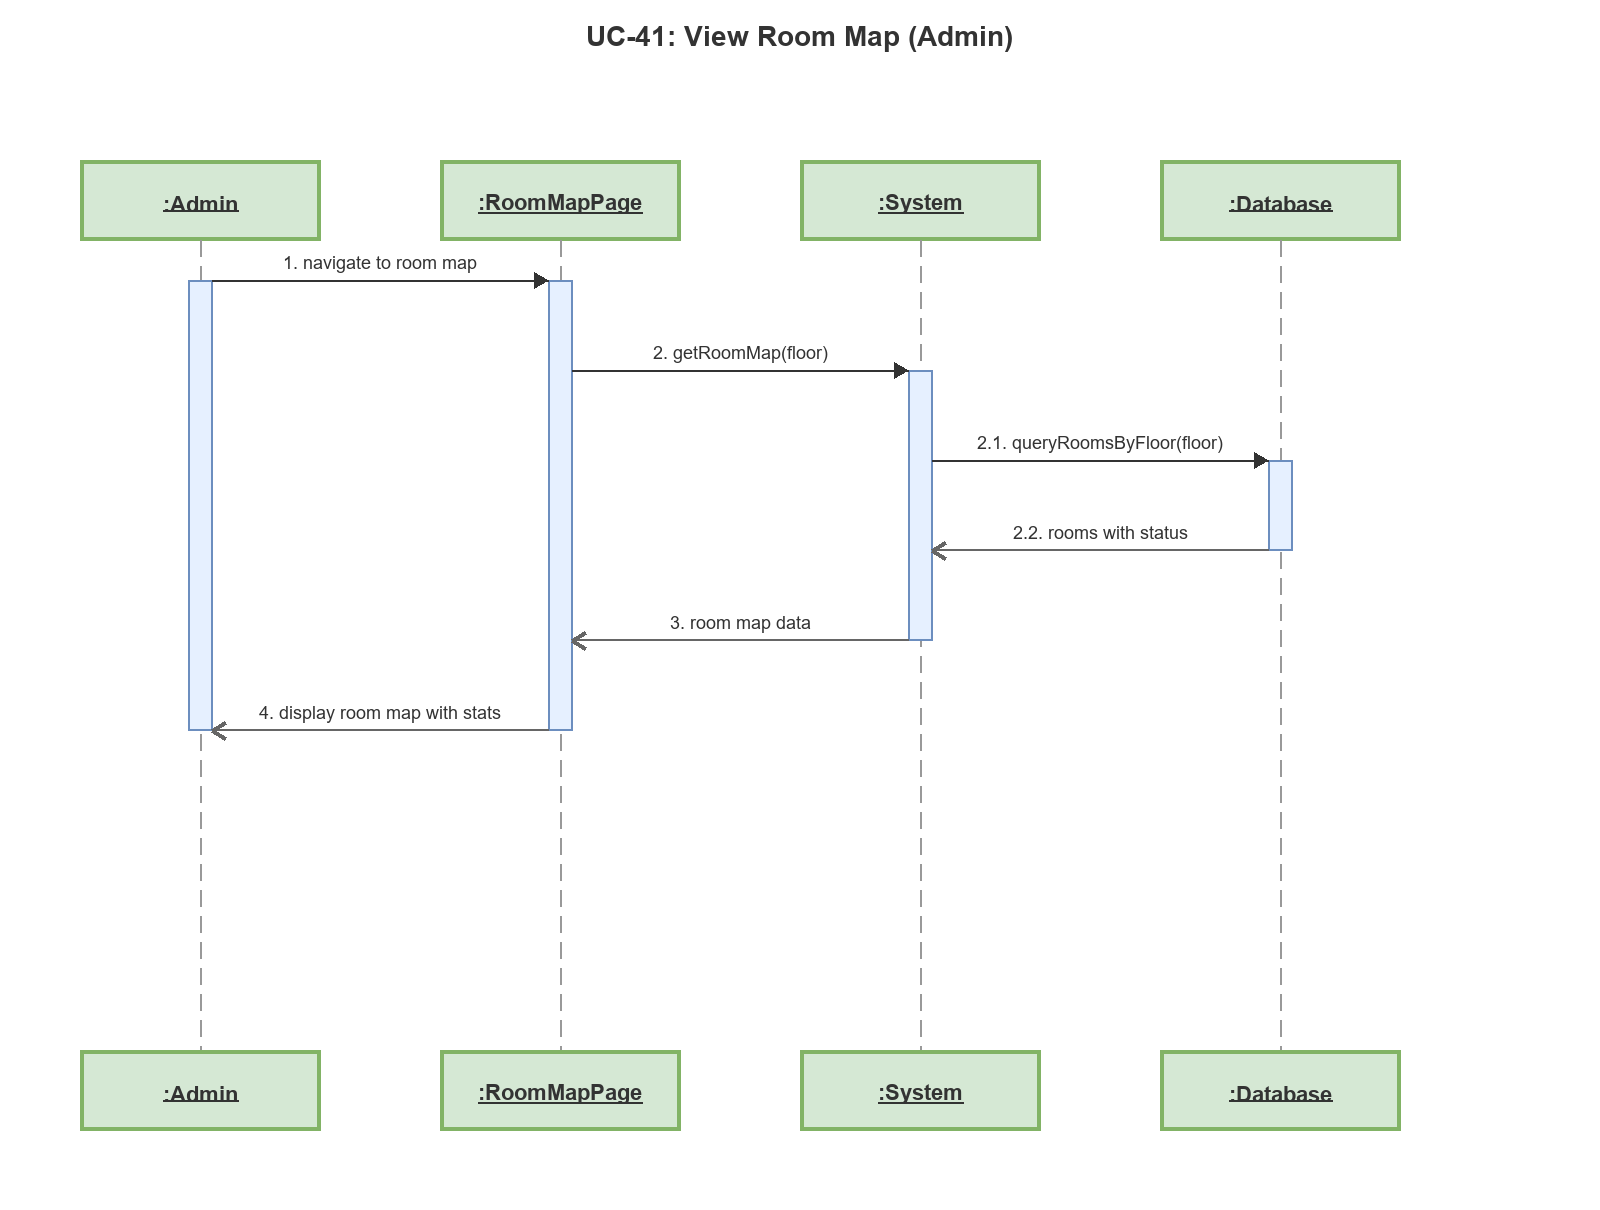 UC-41: View Room Map (Admin)
:Admin
:RoomMapPage
:System
:Database
1. navigate to room map
2. getRoomMap(floor)
2.1. queryRoomsByFloor(floor)
2.2. rooms with status
3. room map data
4. display room map with stats
:Admin
:RoomMapPage
:System
:Database